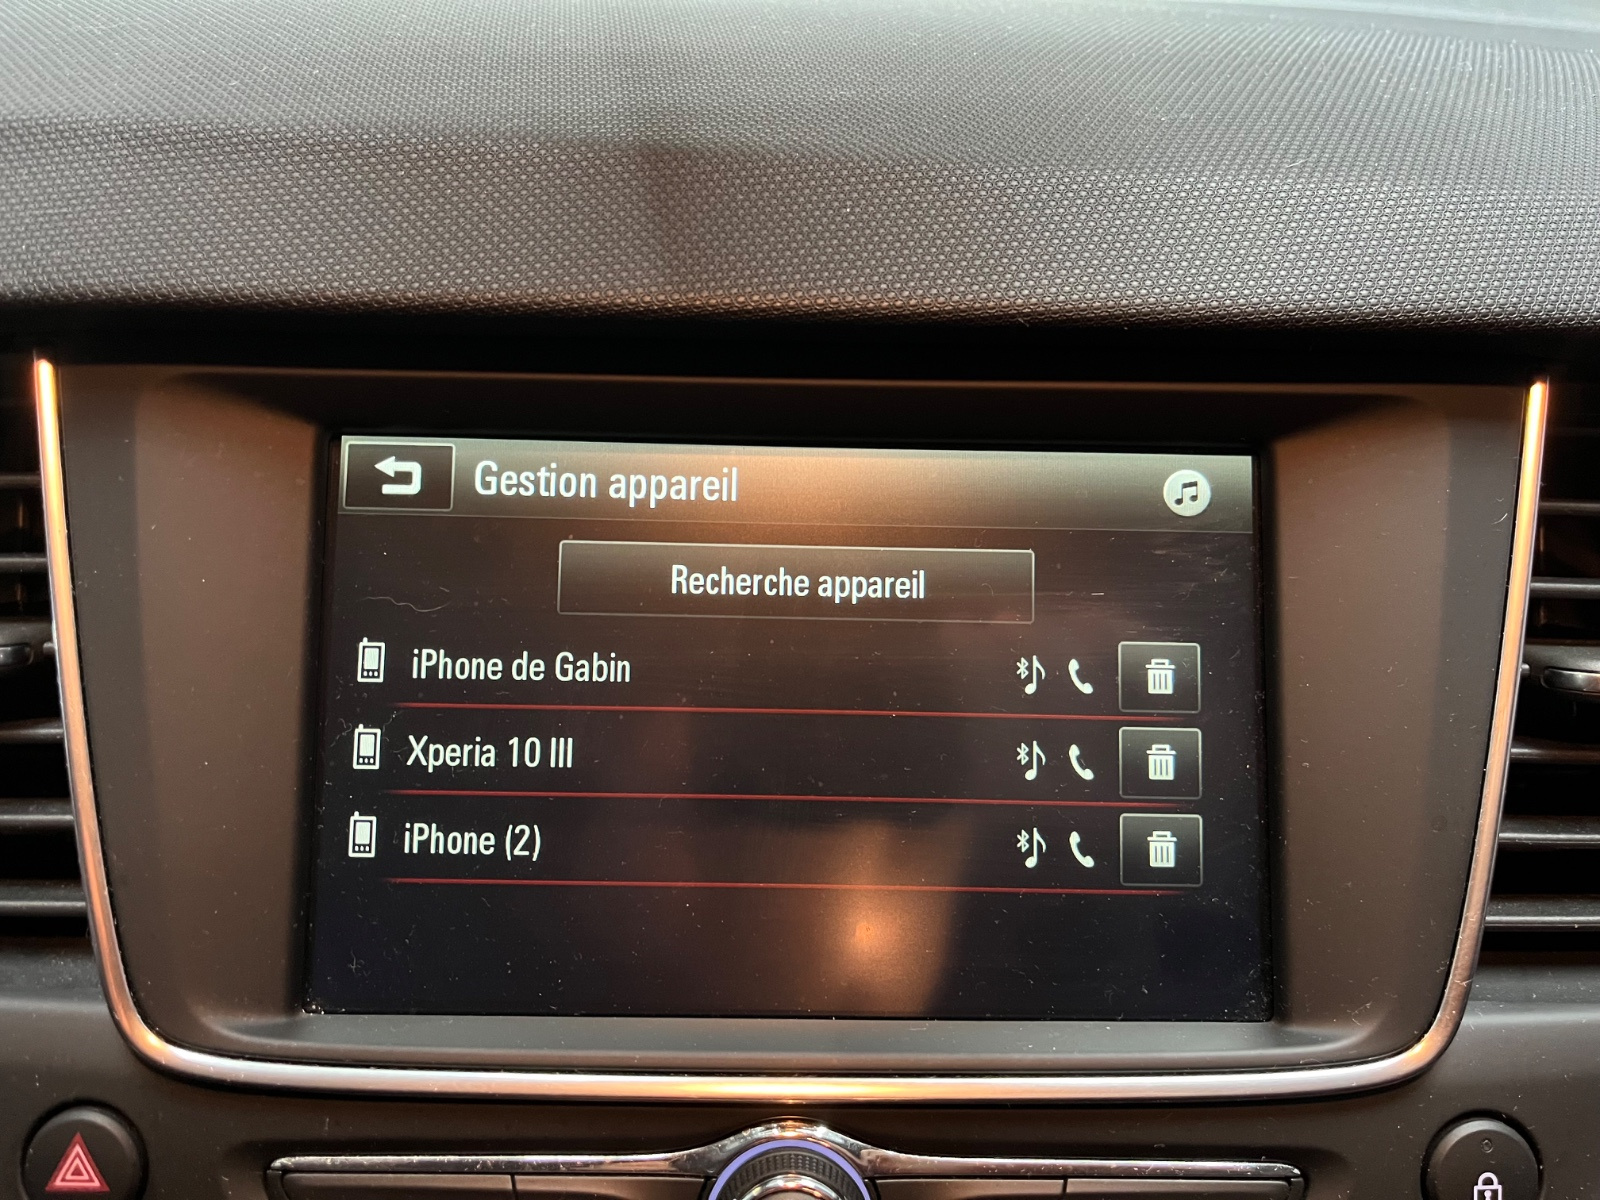 Gestion appareil
Recherche appareil
iPhone de Gabin
Xperia 10 III
iPhone (2)